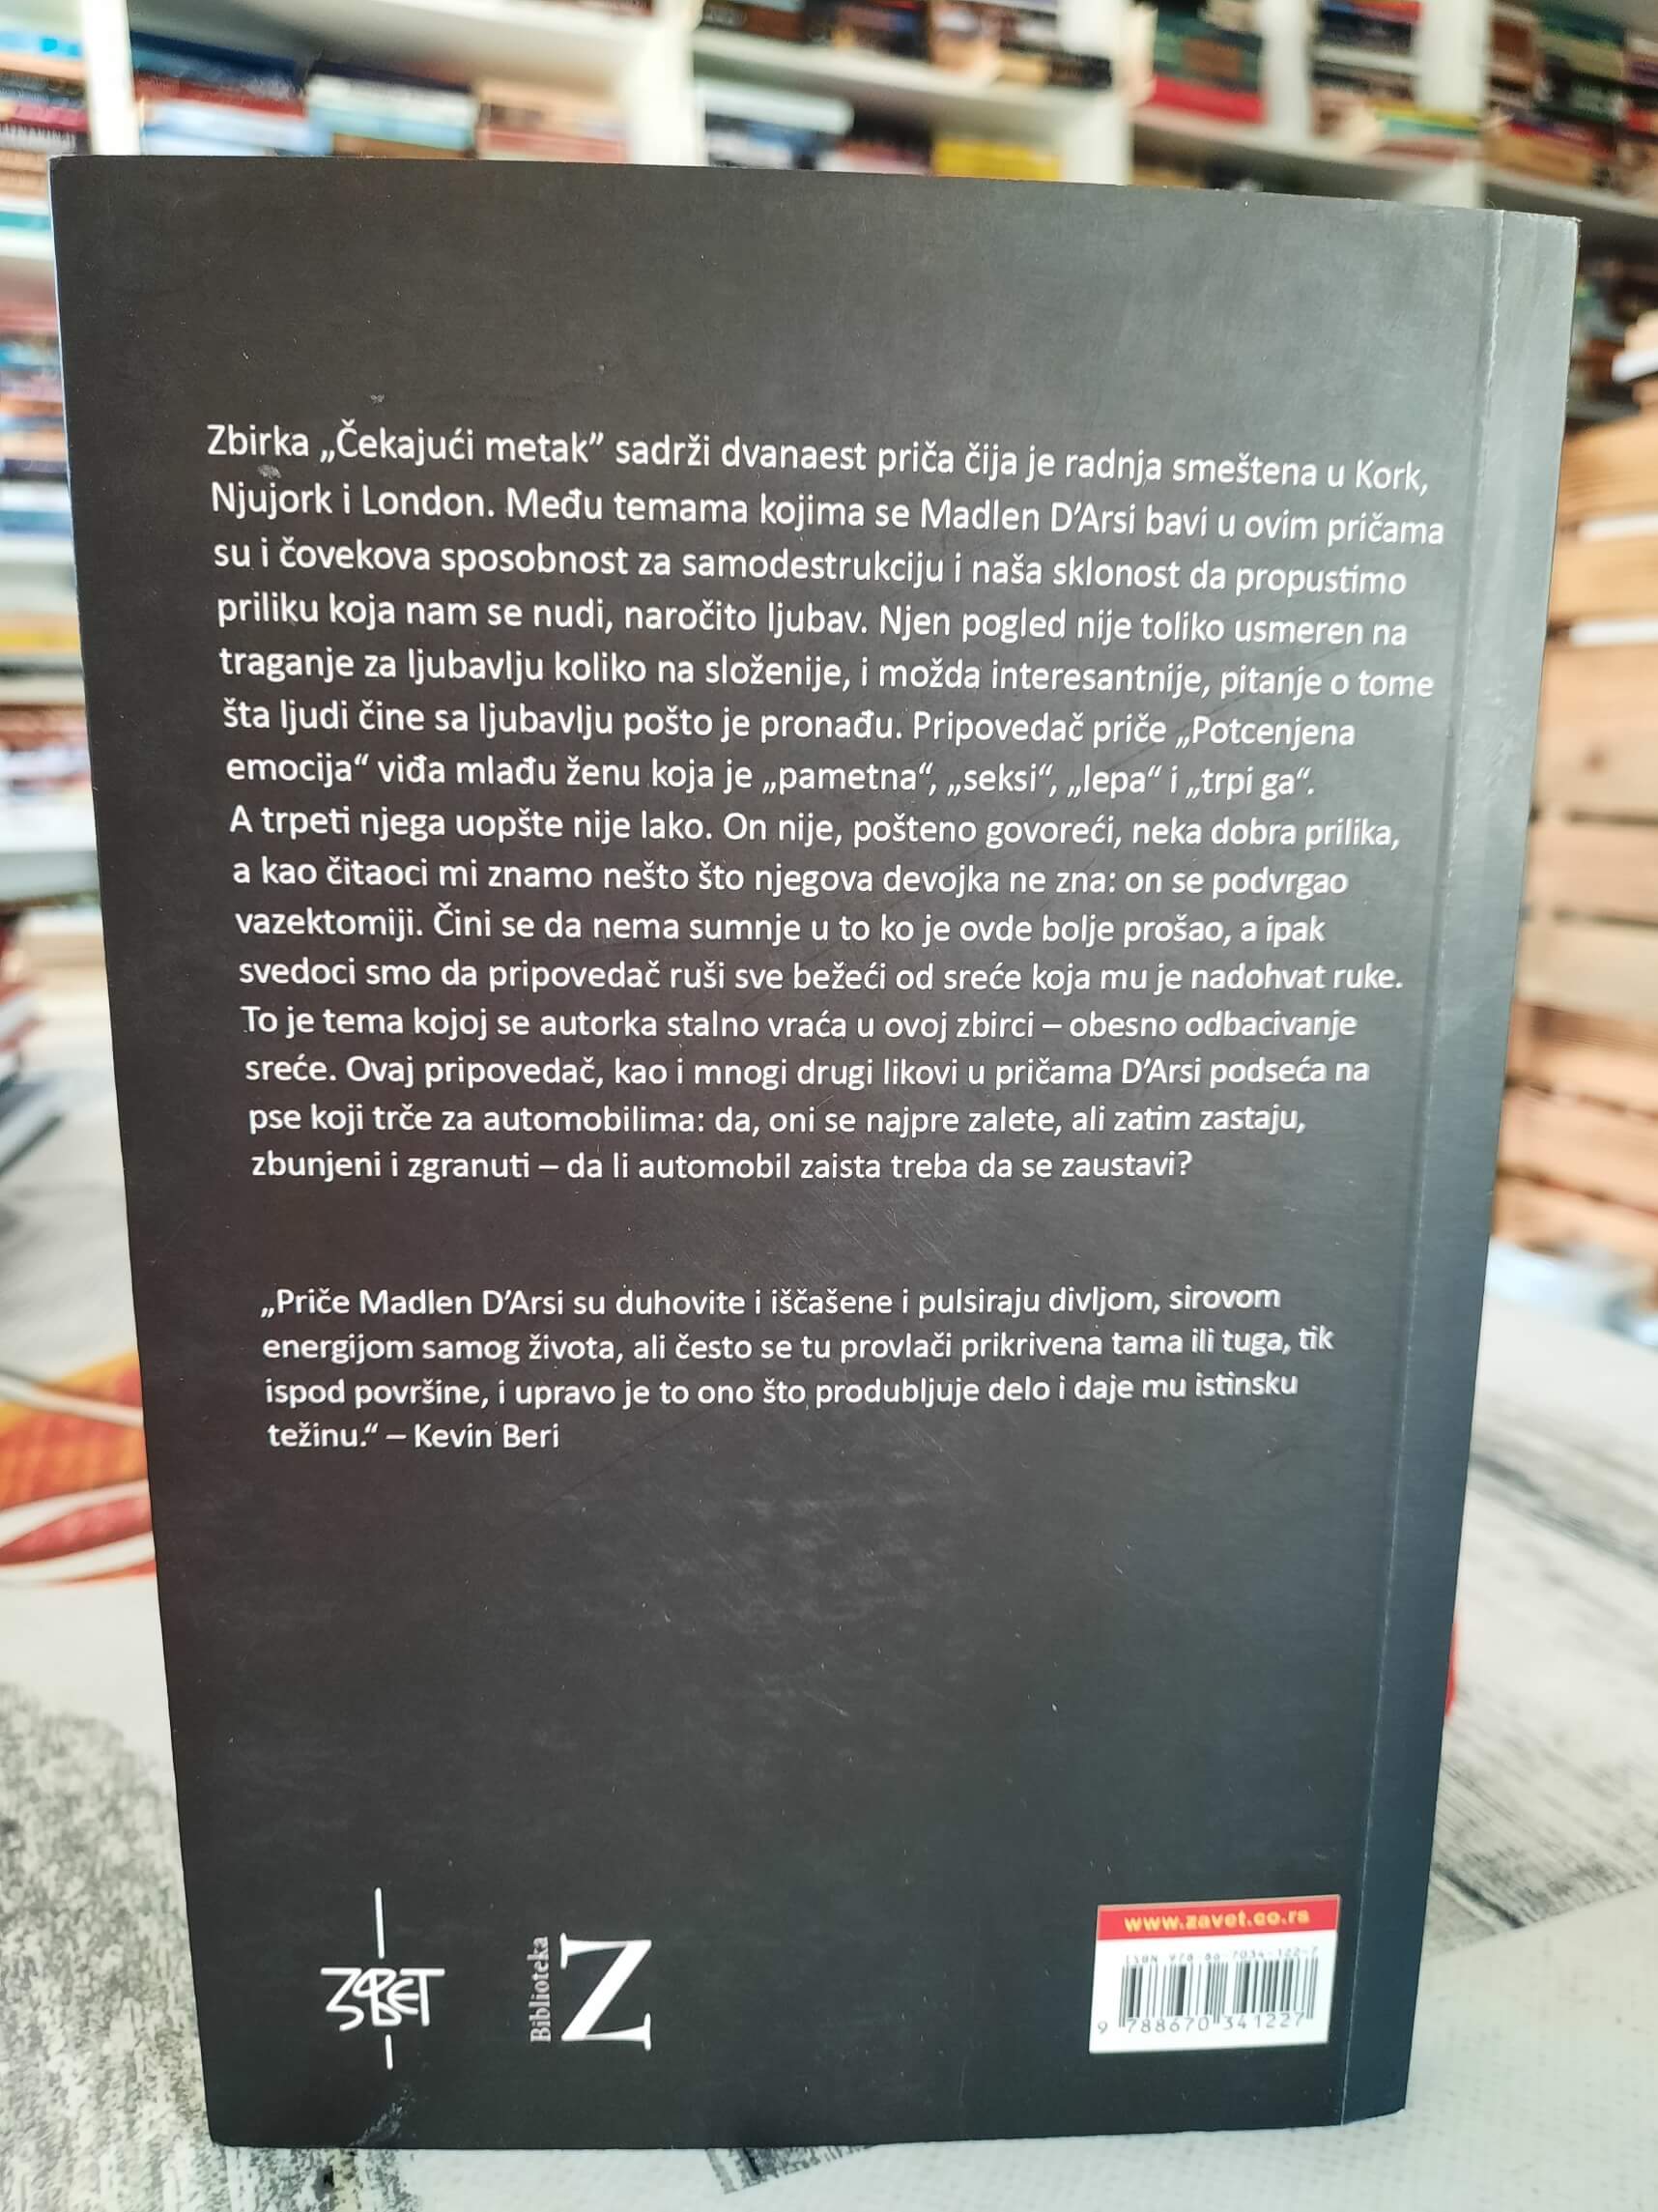 Zbirka „Čekajući metak” sadrži dvanaest priča čija je radnja smeštena u Kork,
Njujork i London. Među temama kojima se Madlen D’Arsi bavi u ovim pričama
su i čovekova sposobnost za samodestrukciju i naša sklonost da propustimo
priliku koja nam se nudi, naročito ljubav. Njen pogled nije toliko usmeren na
traganje za ljubavlju koliko na složenije, i možda interesantnije, pitanje o tome
šta ljudi čine sa ljubavlju pošto je pronađu. Pripovedač priče „Potcenjena
emocija“ viđa mlađu ženu koja je „pametna“, „seksi“, „lepa“ i „trpi ga“.
A trpeti njega uopšte nije lako. On nije, pošteno govoreći, neka dobra prilika,
a kao čitaoci mi znamo nešto što njegova devojka ne zna: on se podvrgao
vazektomiji. Čini se da nema sumnje u to ko je ovde bolje prošao, a ipak
svedoci smo da pripovedač ruši sve bežeći od sreće koja mu je nadohvat ruke.
To je tema kojoj se autorka stalno vraća u ovoj zbirci – obesno odbacivanje
sreće. Ovaj pripovedač, kao i mnogi drugi likovi u pričama D’Arsi podseća na
pse koji trče za automobilima: da, oni se najpre zalete, ali zatim zastaju,
zbunjeni i zgranuti – da li automobil zaista treba da se zaustavi?
„Priče Madlen D’Arsi su duhovite i iščašene i pulsiraju divljom, sirovom
energijom samog života, ali često se tu provlači prikrivena tama ili tuga, tik
ispod površine, i upravo je to ono što produbljuje delo i daje mu istinsku
težinu.“ – Kevin Beri
Biblioteka
Z
www.zavet.co.rs
ISBN 978-86-7034-122-7
9 788670 341227